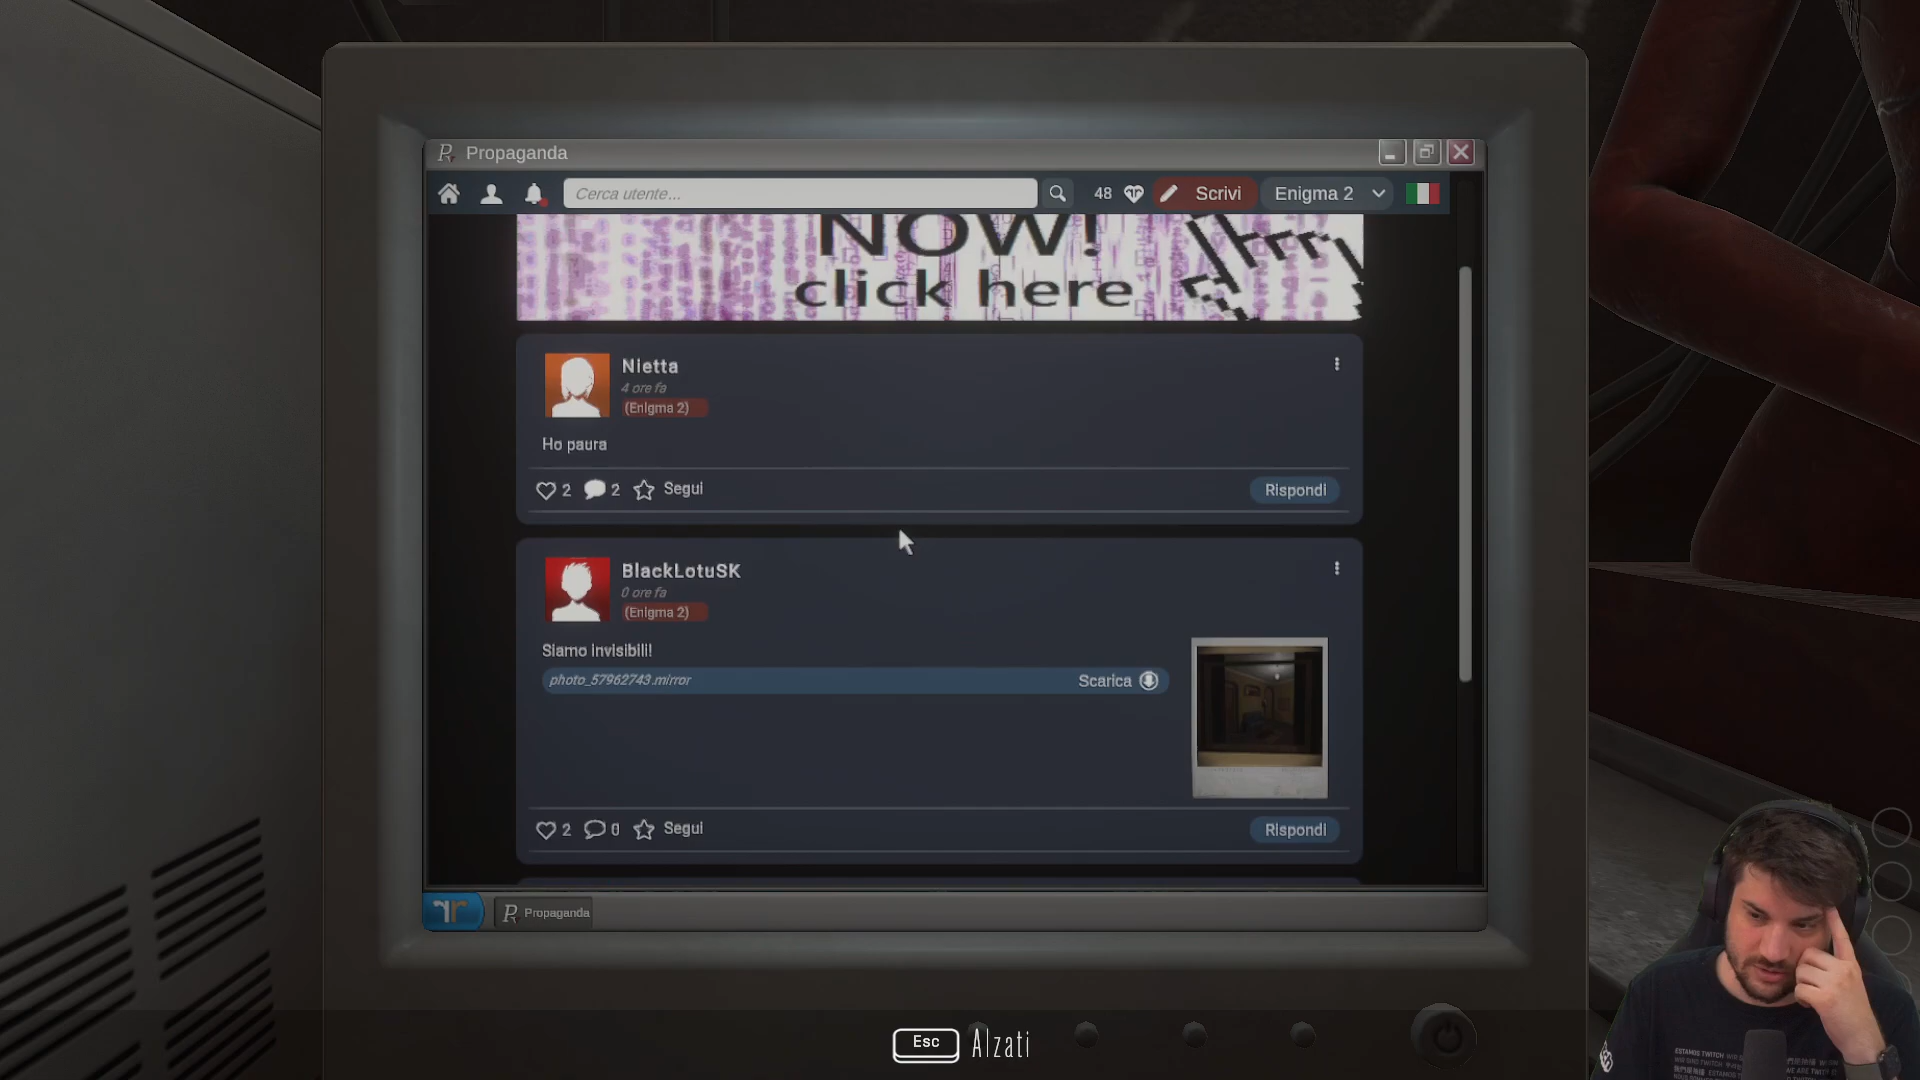 Propaganda
Cerca utente...
48
Scrivi
Enigma 2
NOW!
click here
Nietta
4 ore fa
(Enigma 2)
Ho paura
2
2
Segui
Rispondi
BlackLotuSK
0 ore fa
(Enigma 2)
Siamo invisibili!
photo_57962743.mirror
Scarica
2
0
Segui
Rispondi
Propaganda
Esc
Alzati
ESTAMOS TWITCH